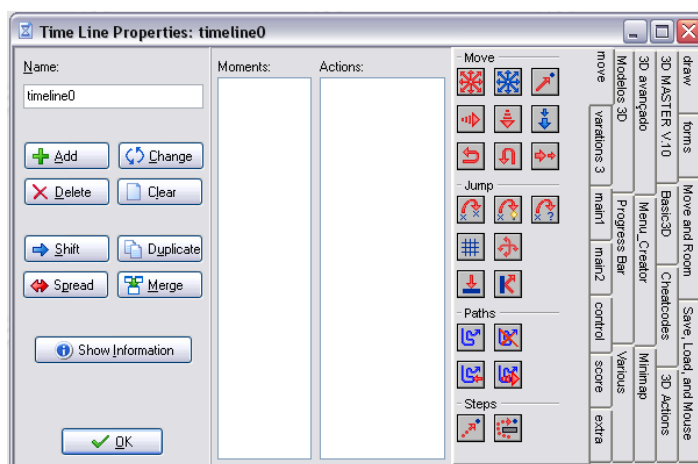 Time Line Properties: timeline0
Name:
timeline0
Add
Change
Delete
Clear
Shift
Duplicate
Spread
Merge
Show Information
OK
Moments:
Actions:
Move
Jump
Paths
Steps
move
varations 3
main1
main2
control
score
extra
Modelos 3D
Progress Bar
Various
3D avançado
Menu_Creator
Minimap
3D MASTER V.10
Basic3D
Cheatcodes
3D Actions
draw
forms
Move and Room
Save, Load, and Mouse